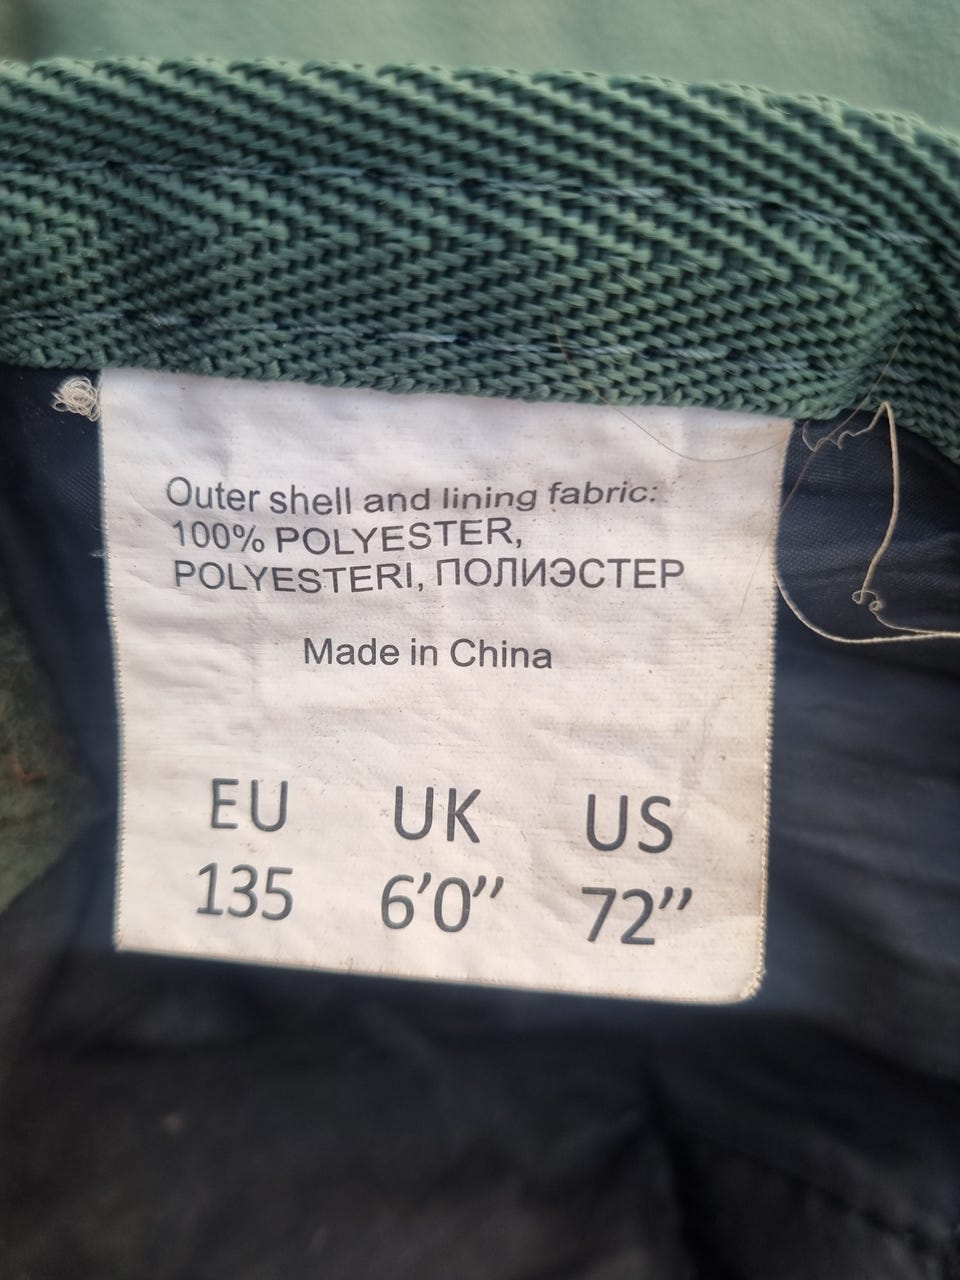 Outer shell and lining fabric:
100% POLYESTER,
POLYESTERI, ПОЛИЭСТЕР
Made in China
EU UK US
135 6’0” 72”